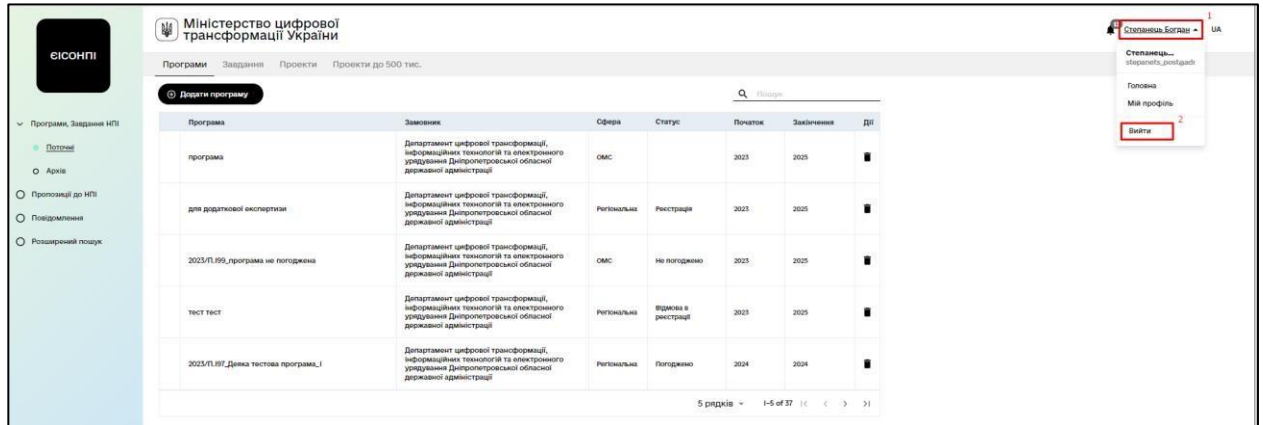 ЄІСОНПІ
Міністерство цифрової
трансформації України
1
Степанець Богдан
UA
Степанець...
stepanets_postgadr
Головна
Мій профіль
2
Вийти
Програми Завдання Проекти Проекти до 500 тис.
Додати програму
Пошук
Програми, Завдання НПІ
Поточні
Архів
Пропозиції до НПІ
Повідомлення
Розширений пошук
Програма Замовник Сфера Статус Початок Закінчення Дії
програма
Департамент цифрової трансформації,
інформаційних технологій та електронного
урядування Дніпропетровської обласної
державної адміністрації
ОМС 2023 2025
для додаткової експертизи
Департамент цифрової трансформації,
інформаційних технологій та електронного
урядування Дніпропетровської обласної
державної адміністрації
Регіональна Реєстрація 2023 2025
2023/П.199_програма не погоджена
Департамент цифрової трансформації,
інформаційних технологій та електронного
урядування Дніпропетровської обласної
державної адміністрації
ОМС Не погоджено 2023 2025
тест тест
Департамент цифрової трансформації,
інформаційних технологій та електронного
урядування Дніпропетровської обласної
державної адміністрації
Регіональна
Відмова в
реєстрації
2023 2025
2023/П.197_Деяка тестова програма_1
Департамент цифрової трансформації,
інформаційних технологій та електронного
урядування Дніпропетровської обласної
державної адміністрації
Регіональна Погоджено 2024 2024
5 рядків 1-5 of 37